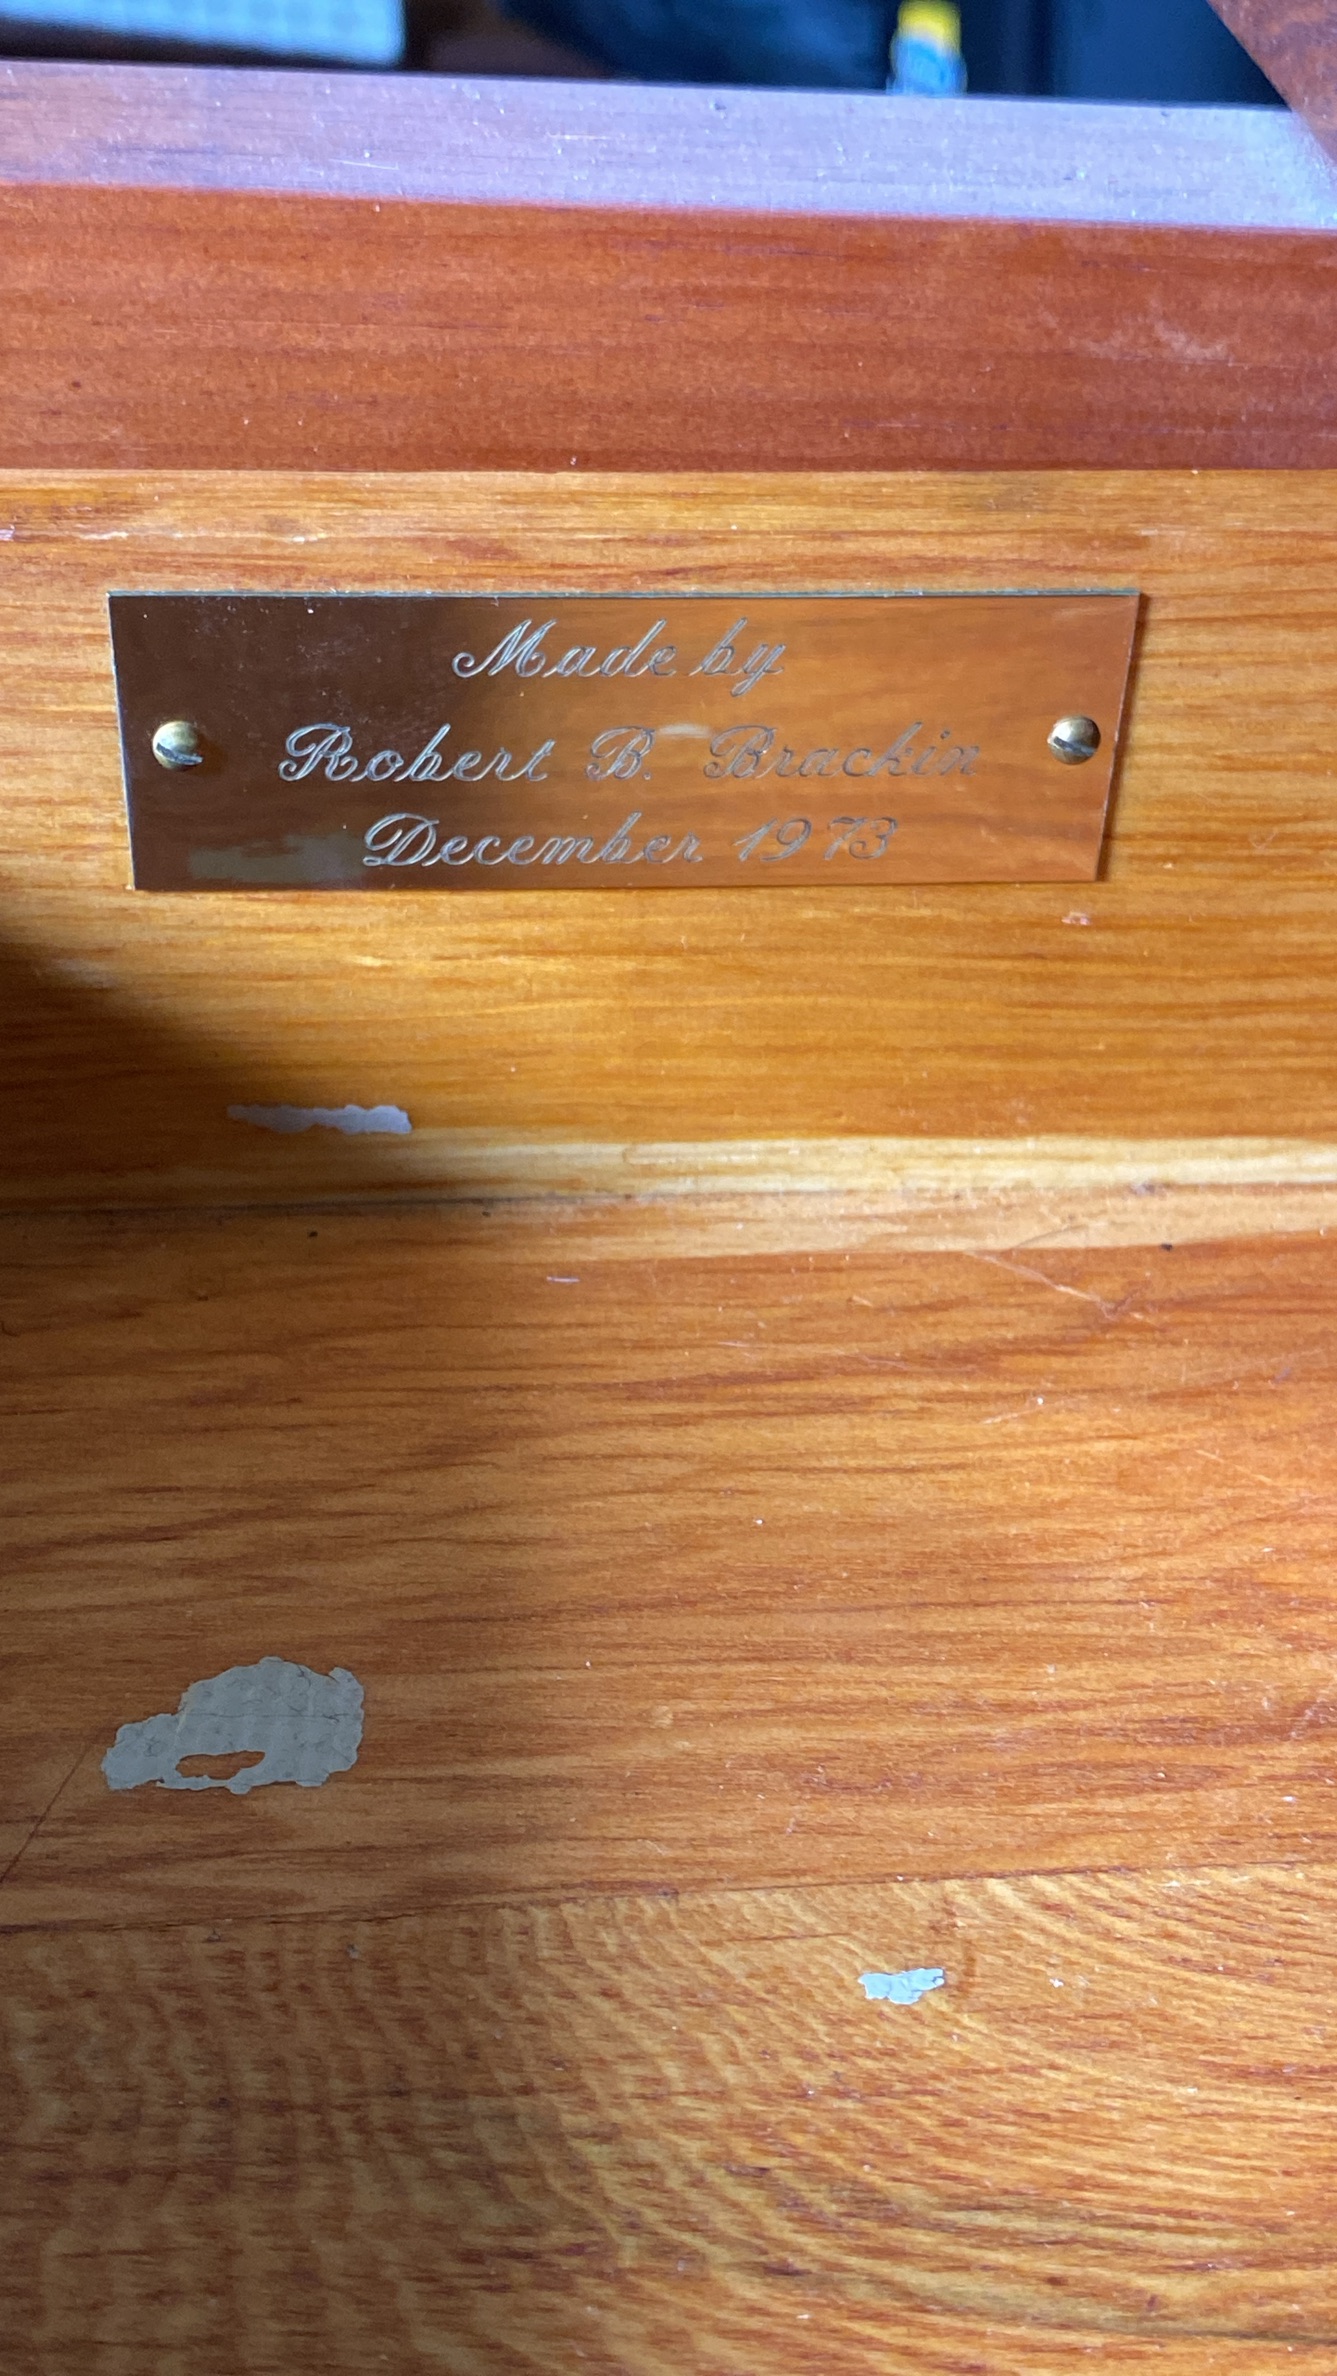 Made by
Robert B. Brackin
December 1973